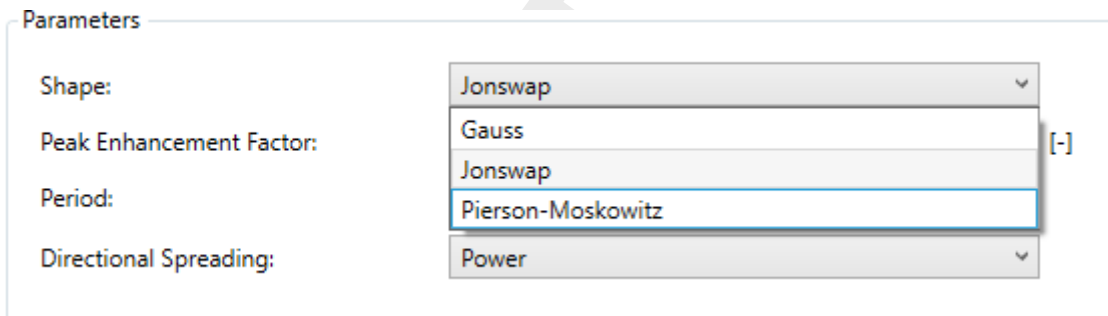 Parameters
Shape: Jonswap
Gauss
Peak Enhancement Factor: [-]
Jonswap
Period:
Pierson-Moskowitz
Directional Spreading: Power